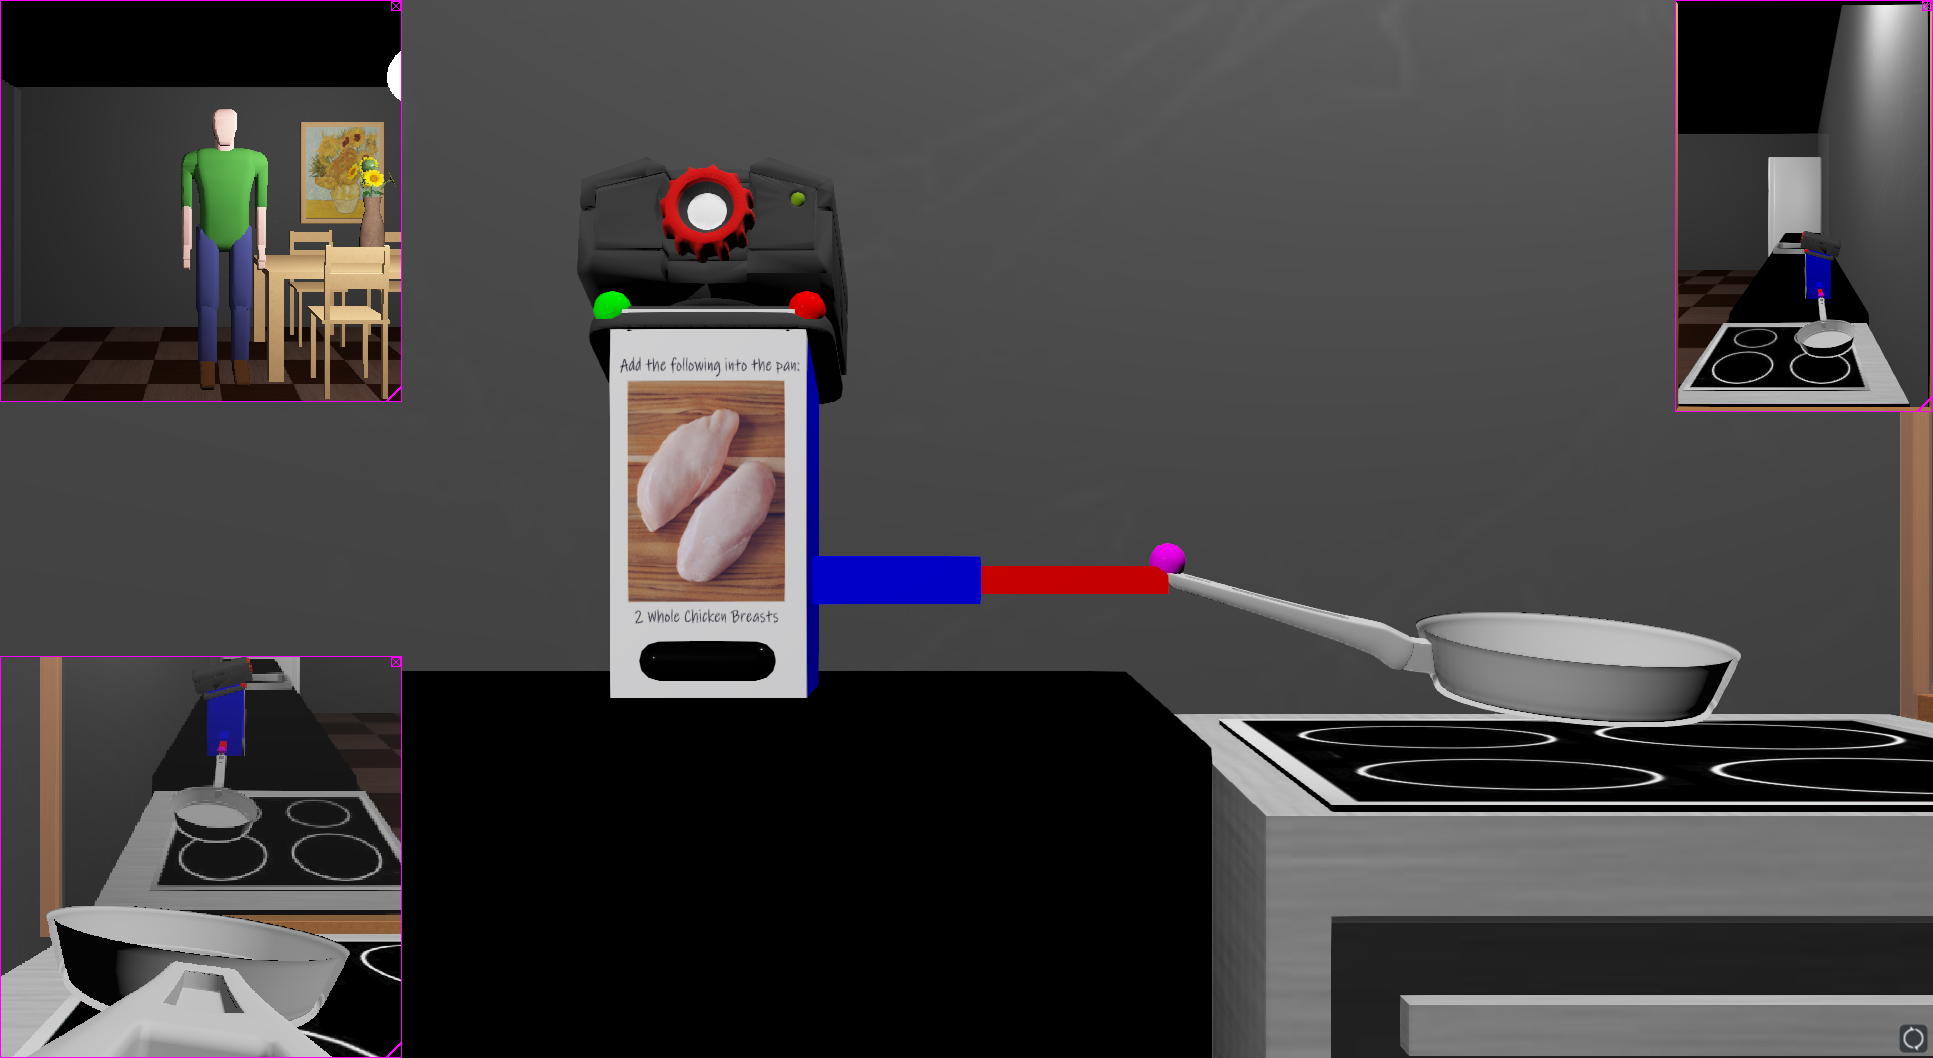 Add the following into the pan:
2 Whole Chicken Breasts